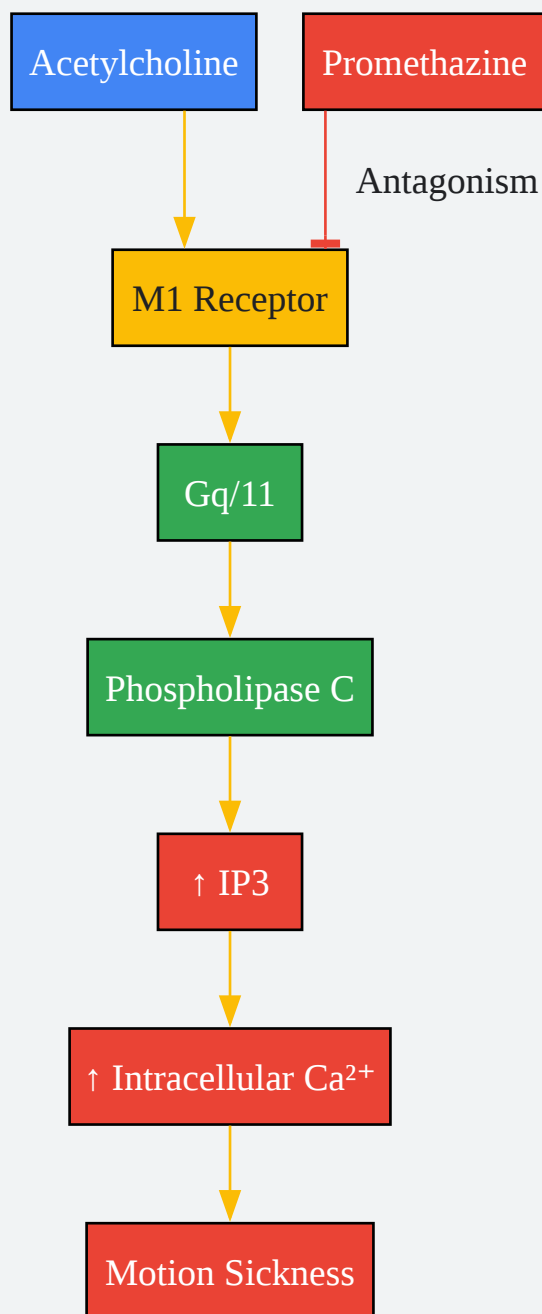 Acetylcholine
Promethazine
Antagonism
M1 Receptor
Gq/11
Phospholipase C
↑ IP3
↑ Intracellular Ca²⁺
Motion Sickness